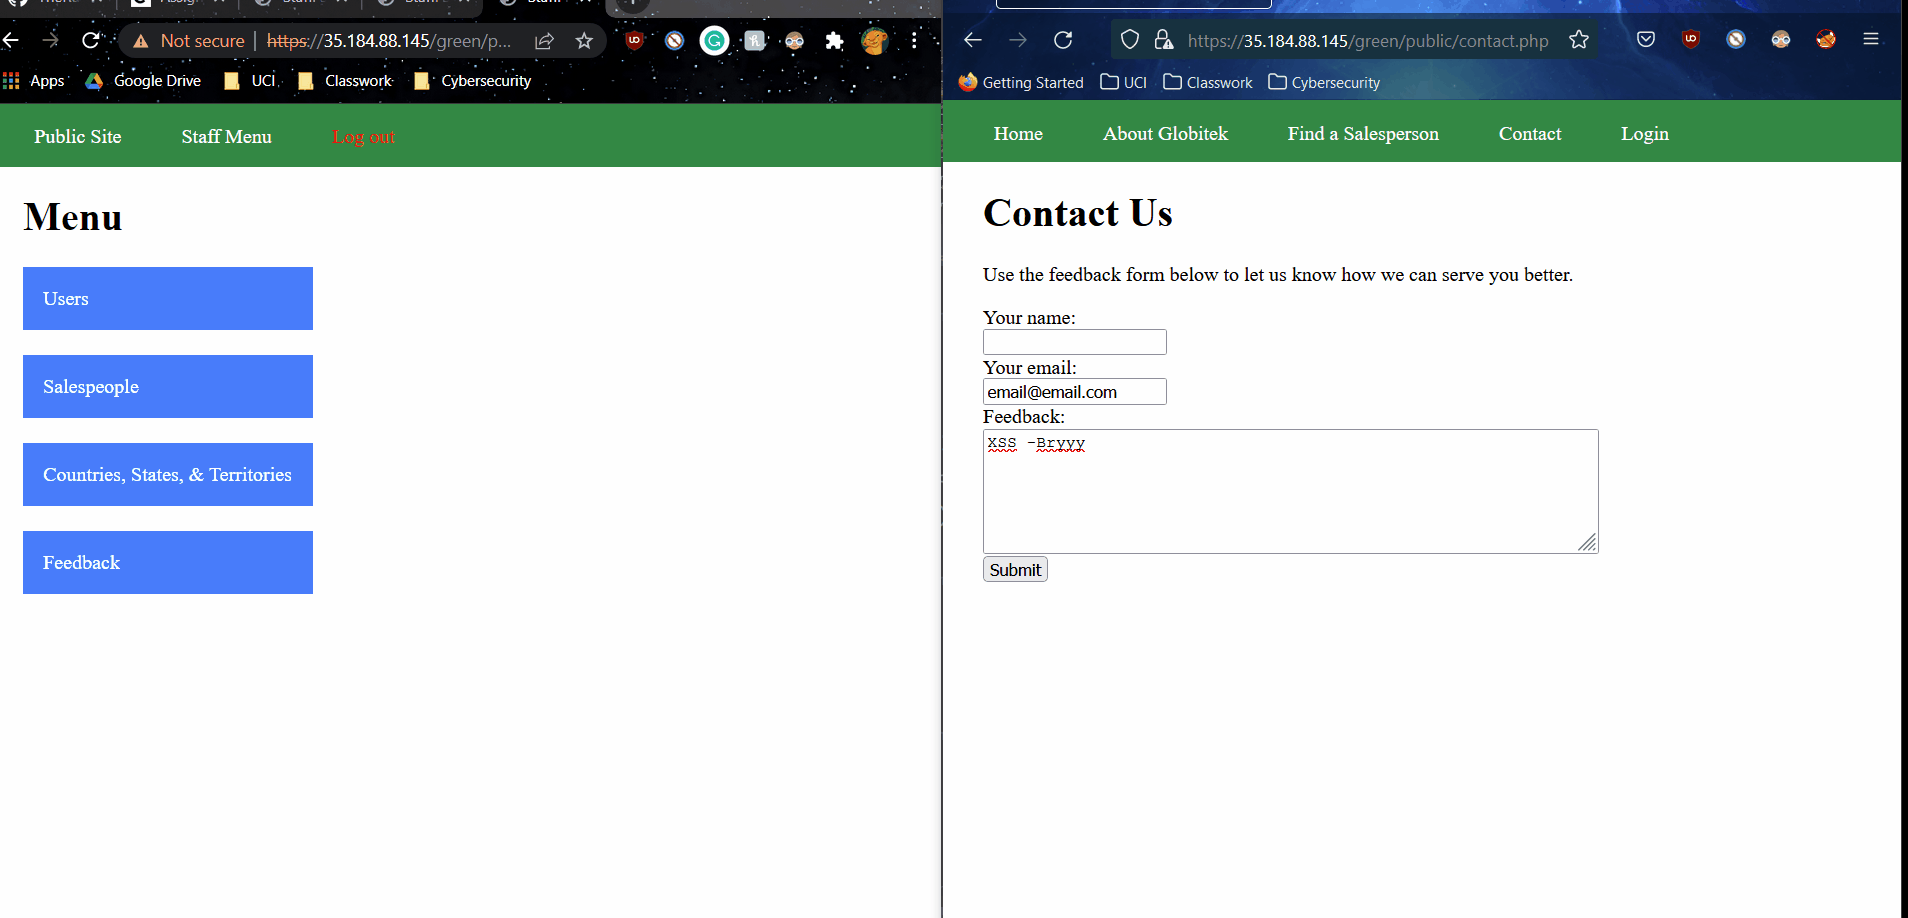 Not secure | https://35.184.88.145/green/p...
Apps Google Drive UCI Classwork Cybersecurity
Public Site Staff Menu Log out
Menu
Users
Salespeople
Countries, States, & Territories
Feedback
https://35.184.88.145/green/public/contact.php
Getting Started UCI Classwork Cybersecurity
Home About Globitek Find a Salesperson Contact Login
Contact Us
Use the feedback form below to let us know how we can serve you better.
Your name:
Your email:
email@email.com
Feedback:
XSS -Bryyy
Submit